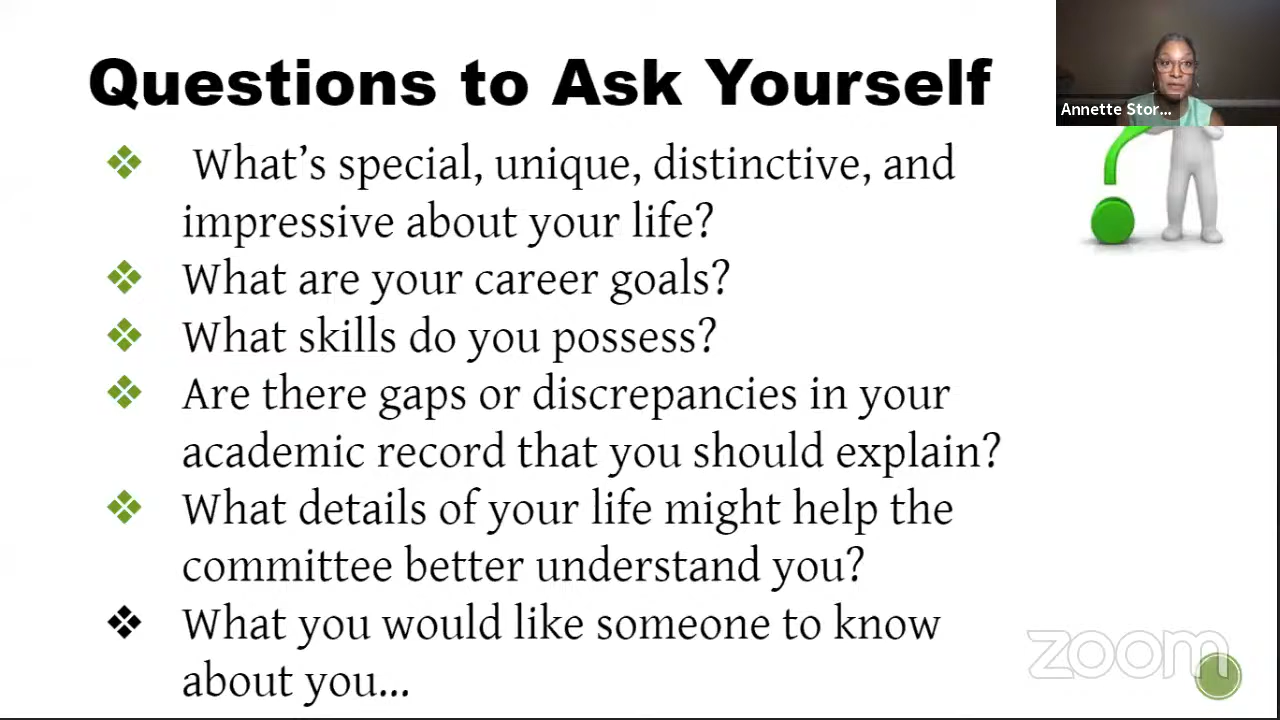 Questions to Ask Yourself
Annette Stor...
What's special, unique, distinctive, and
impressive about your life?
What are your career goals?
What skills do you possess?
Are there gaps or discrepancies in your
academic record that you should explain?
What details of your life might help the
committee better understand you?
What you would like someone to know
about you...
zoom